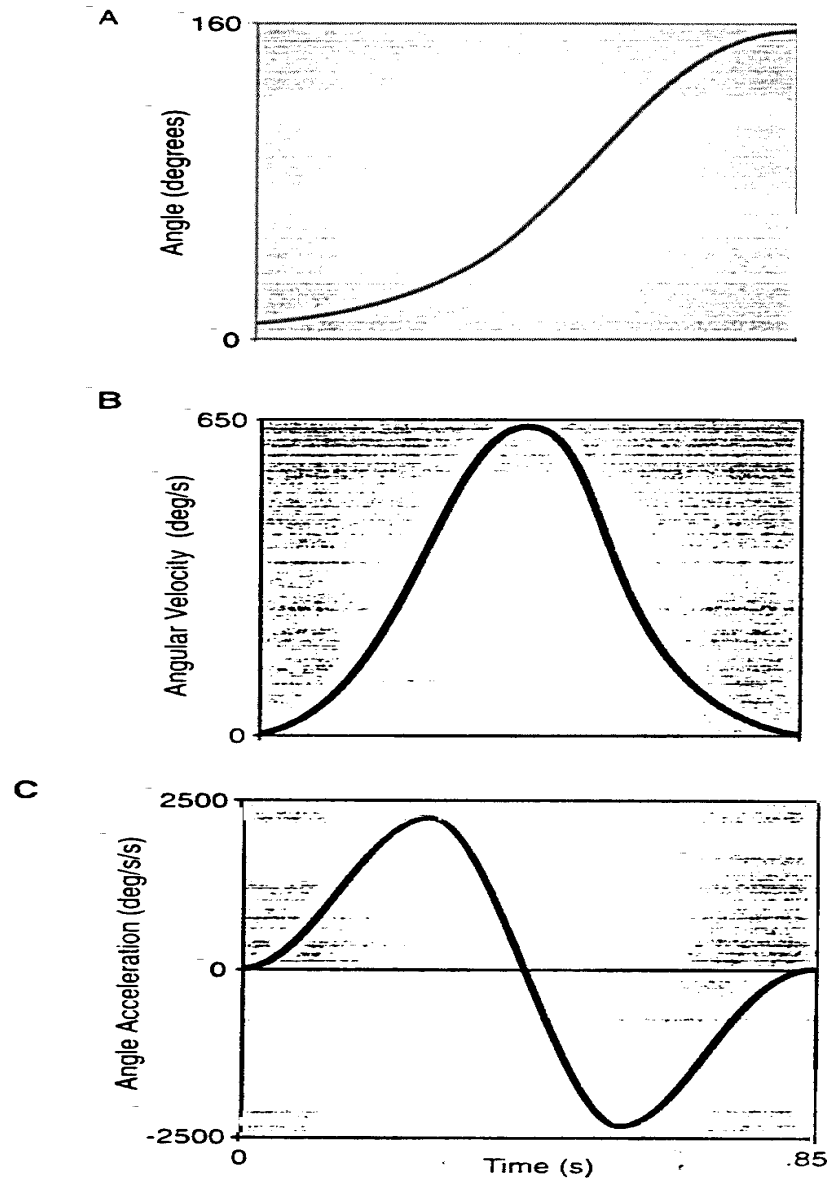 A
160
Angle (degrees)
0
B
650
Angular Velocity (deg/s)
0
C
2500
Angle Acceleration (deg/s/s)
0
-2500
0
Time (s)
.85